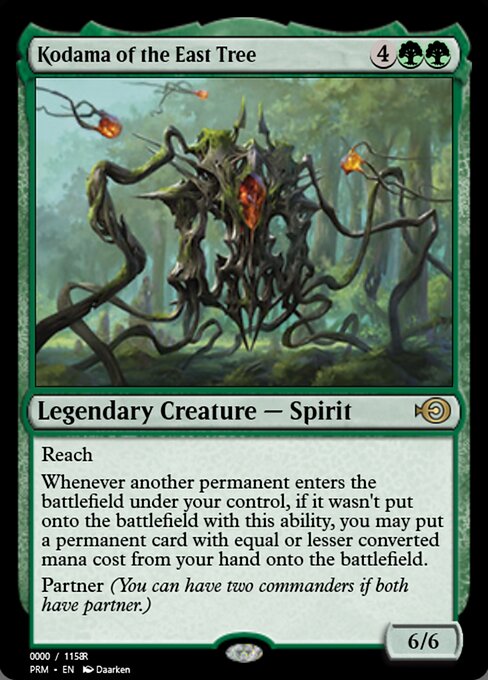 Kodama of the East Tree 4
Legendary Creature — Spirit
Reach
Whenever another permanent enters the
battlefield under your control, if it wasn't put
onto the battlefield with this ability, you may put
a permanent card with equal or lesser converted
mana cost from your hand onto the battlefield.
Partner (You can have two commanders if both
have partner.)
6/6
0000 / 1158R
PRM • EN Daarken